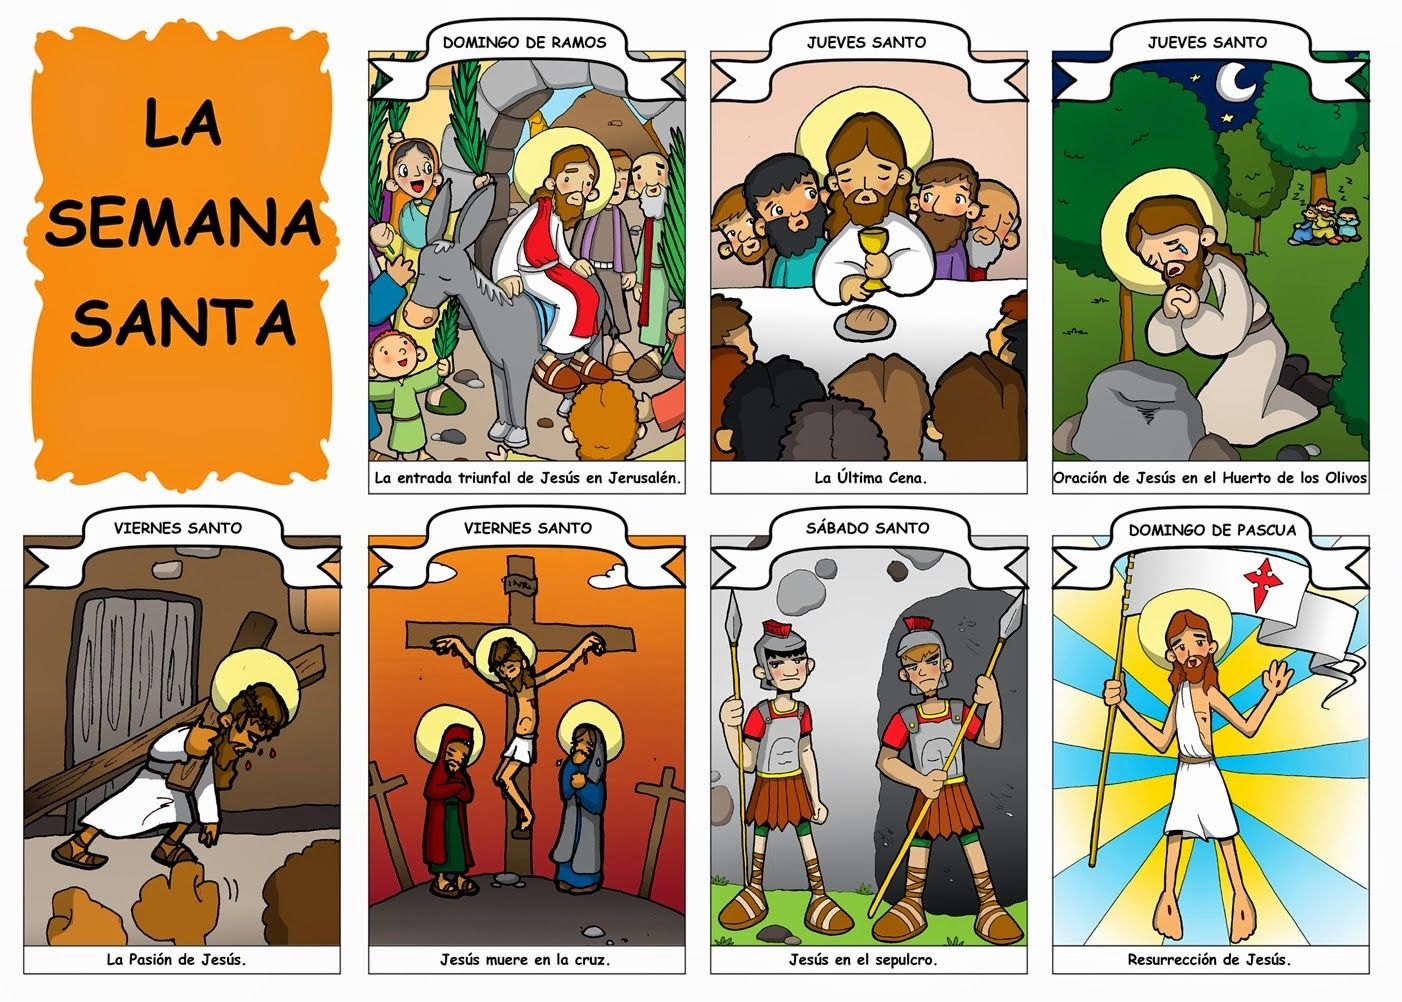 LA
SEMANA
SANTA
DOMINGO DE RAMOS
La entrada triunfal de Jesús en Jerusalén.
JUEVES SANTO
La Última Cena.
JUEVES SANTO
z z z z z z
Oración de Jesús en el Huerto de los Olivos
VIERNES SANTO
La Pasión de Jesús.
VIERNES SANTO
INRI
Jesús muere en la cruz.
SÁBADO SANTO
Jesús en el sepulcro.
DOMINGO DE PASCUA
Resurrección de Jesús.